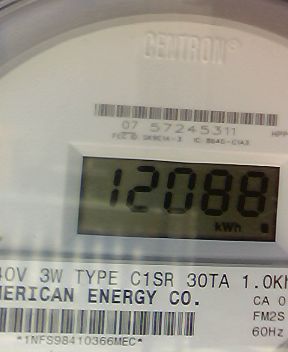 CENTRON®
07 57245311
12088
kWh
40V 3W TYPE C1SR 30TA 1.0Kh
MERICAN ENERGY CO.
CA 0
FM2S
60Hz
*1NFS98410366MEC*